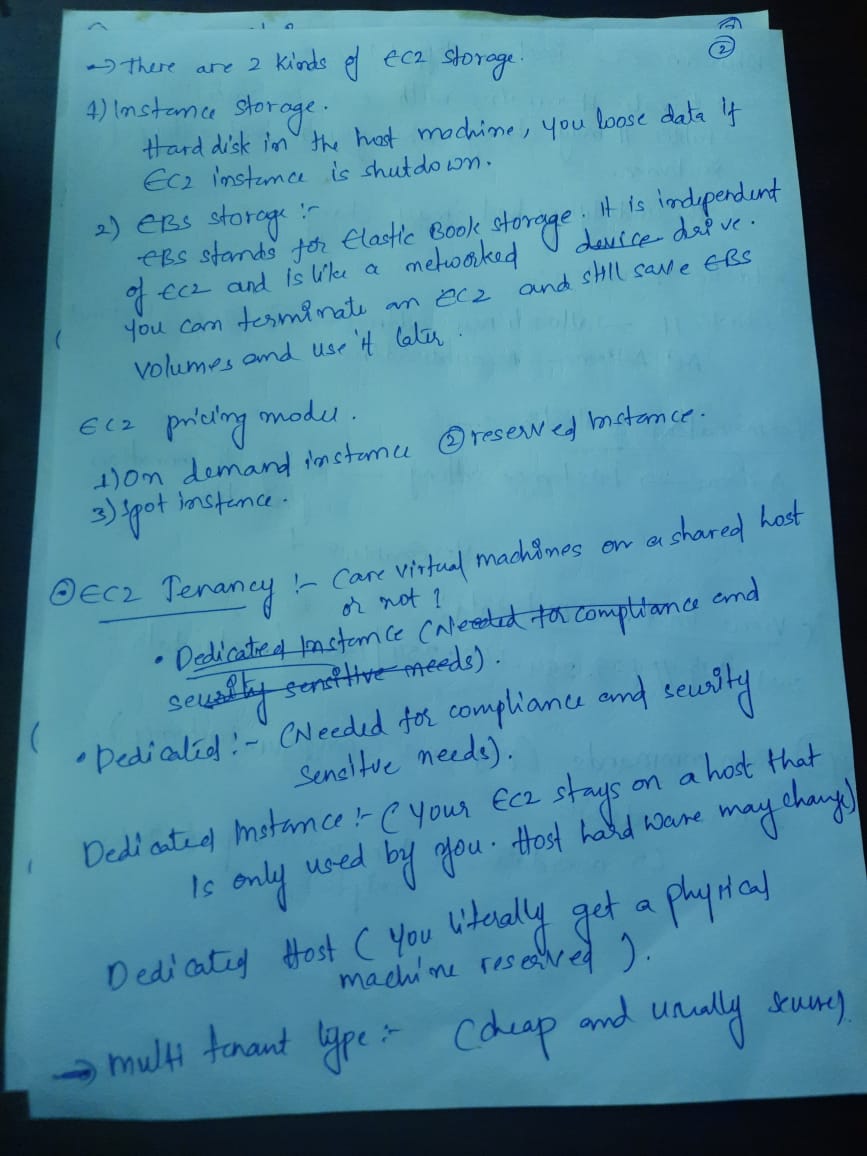 ②
→ There are 2 kinds of EC2 storage.
1) Instance storage.
Hard disk in the host machine, you loose data if
EC2 instance is shutdown.
2) EBS storage :-
EBS stands for Elastic Book storage. It is independent
of EC2 and is like a networked device drive.
You can terminate an EC2 and still save EBS
volumes and use it later.
EC2 pricing model.
1) On demand instance ② reserved instance.
3) Spot instance.
⊙ EC2 Tenancy :- (are virtual machines on a shared host
or not ?
• Dedicated Instance (Needed for compliance and
security sensitive needs).
• Dedicated :- (Needed for compliance and seurity
sensitve needs).
Dedicated Instance :- ( Your EC2 stays on a host that
Is only used by you. Host hard ware may change)
Dedicated Host ( You literally get a physical
machine reserved ).
→ multi tenant type :- (cheap and usually secure)